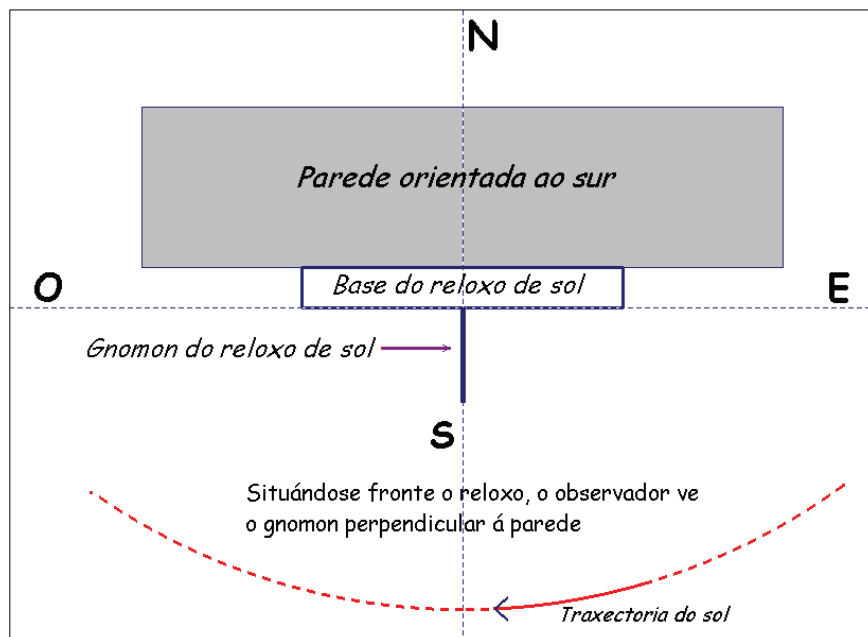 N
Parede orientada ao sur
Base do reloxo de sol
O
E
Gnomon do reloxo de sol
S
Situándose fronte o reloxo, o observador ve
o gnomon perpendicular á parede
Traxectoria do sol